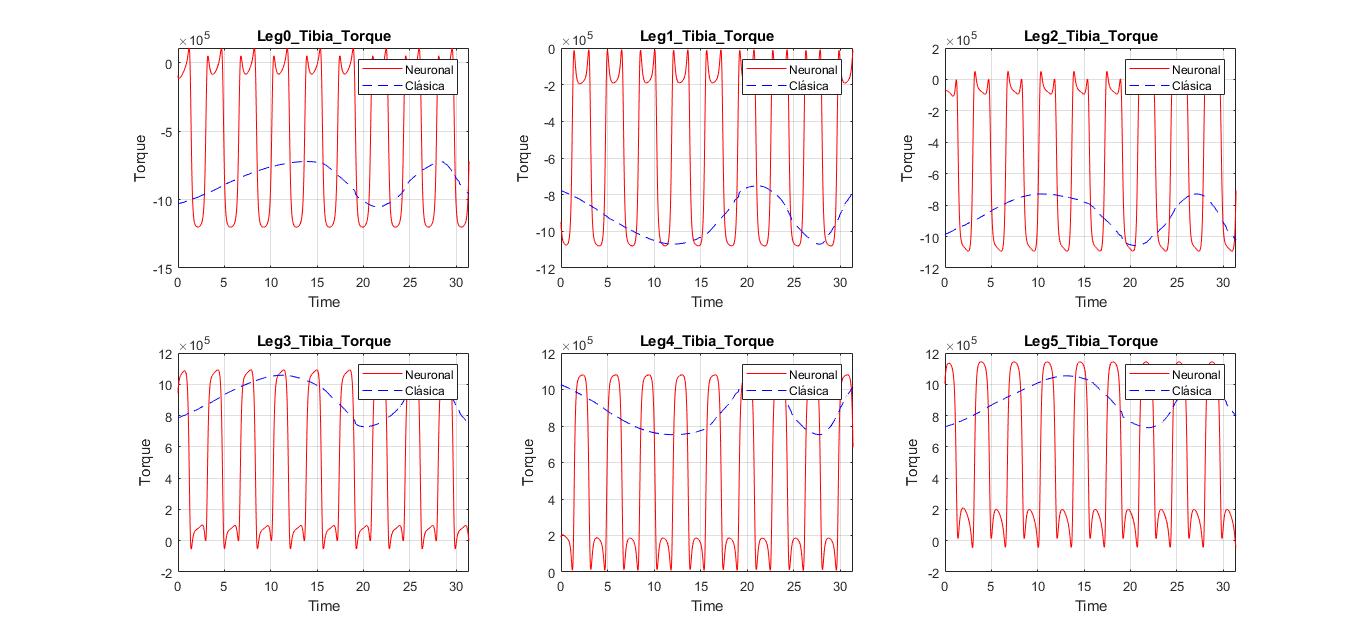 Leg0_Tibia_Torque
× 10^5
0
-5
-10
-15
Torque
Neuronal
Clásica
0 5 10 15 20 25 30
Time
Leg1_Tibia_Torque
× 10^5
0
-2
-4
-6
-8
-10
-12
Torque
Neuronal
Clásica
0 5 10 15 20 25 30
Time
Leg2_Tibia_Torque
× 10^5
2
0
-2
-4
-6
-8
-10
-12
Torque
Neuronal
Clásica
0 5 10 15 20 25 30
Time
Leg3_Tibia_Torque
× 10^5
12
10
8
6
4
2
0
-2
Torque
Neuronal
Clásica
0 5 10 15 20 25 30
Time
Leg4_Tibia_Torque
× 10^5
12
10
8
6
4
2
0
Torque
Neuronal
Clásica
0 5 10 15 20 25 30
Time
Leg5_Tibia_Torque
× 10^5
12
10
8
6
4
2
0
-2
Torque
Neuronal
Clásica
0 5 10 15 20 25 30
Time